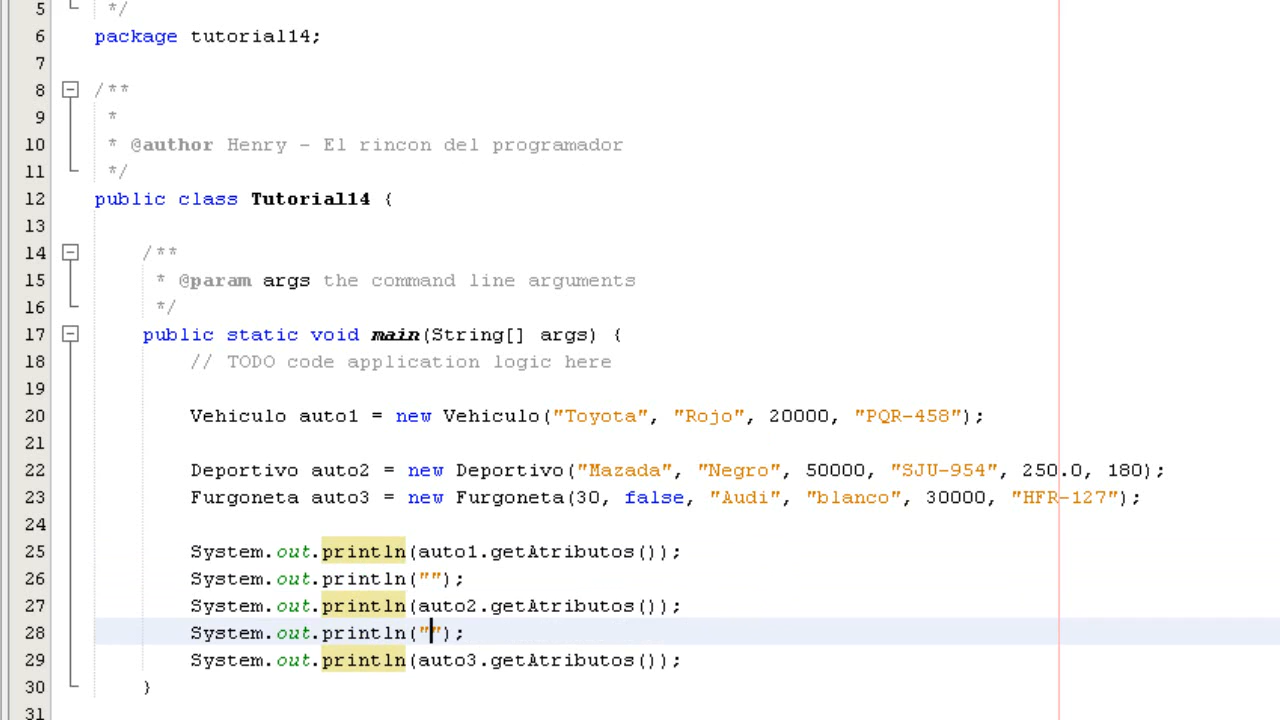 5 */
6 package tutorial14;
7
8 /**
9 *
10 * @author Henry - El rincon del programador
11 */
12 public class Tutorial14 {
13
14 /**
15 * @param args the command line arguments
16 */
17 public static void main(String[] args) {
18 // TODO code application logic here
19
20 Vehiculo auto1 = new Vehiculo("Toyota", "Rojo", 20000, "PQR-458");
21
22 Deportivo auto2 = new Deportivo("Mazada", "Negro", 50000, "SJU-954", 250.0, 180);
23 Furgoneta auto3 = new Furgoneta(30, false, "Audi", "blanco", 30000, "HFR-127");
24
25 System.out.println(auto1.getAtributos());
26 System.out.println("");
27 System.out.println(auto2.getAtributos());
28 System.out.println("");
29 System.out.println(auto3.getAtributos());
30 }
31